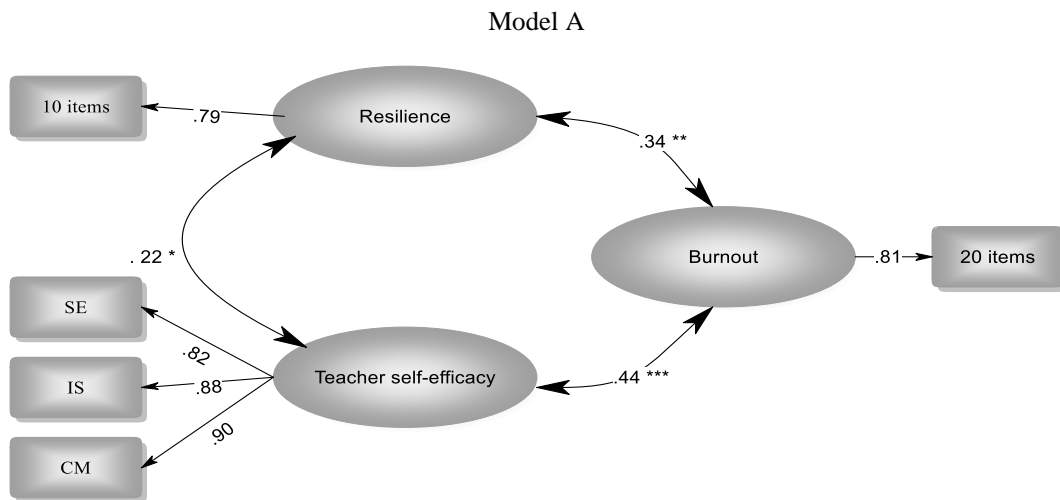 Model A
10 items
.79
Resilience
.34 **
. 22 *
Burnout
.81
20 items
SE
.82
IS
.88
Teacher self-efficacy
.44 ***
CM
.90